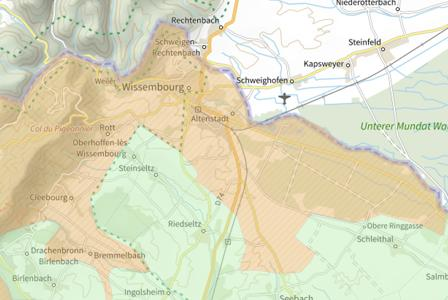 Niederotterbach
Rechtenbach
Schweigen-
Rechtenbach
Steinfeld
Kapsweyer
Schweighofen
Weiler
Wissembourg
Altenstadt
Unterer Mundat Wa
Col du Pigeonnier
Rott
Oberhoffen-lès-
Wissembourg
Steinseltz
Cleebourg
D 74
Riedseltz
Obere Ringgasse
Schleithal
Drachenbronn-
Birlenbach
Bremmelbach
Birlenbach
Ingolsheim
Seebach
Salmb